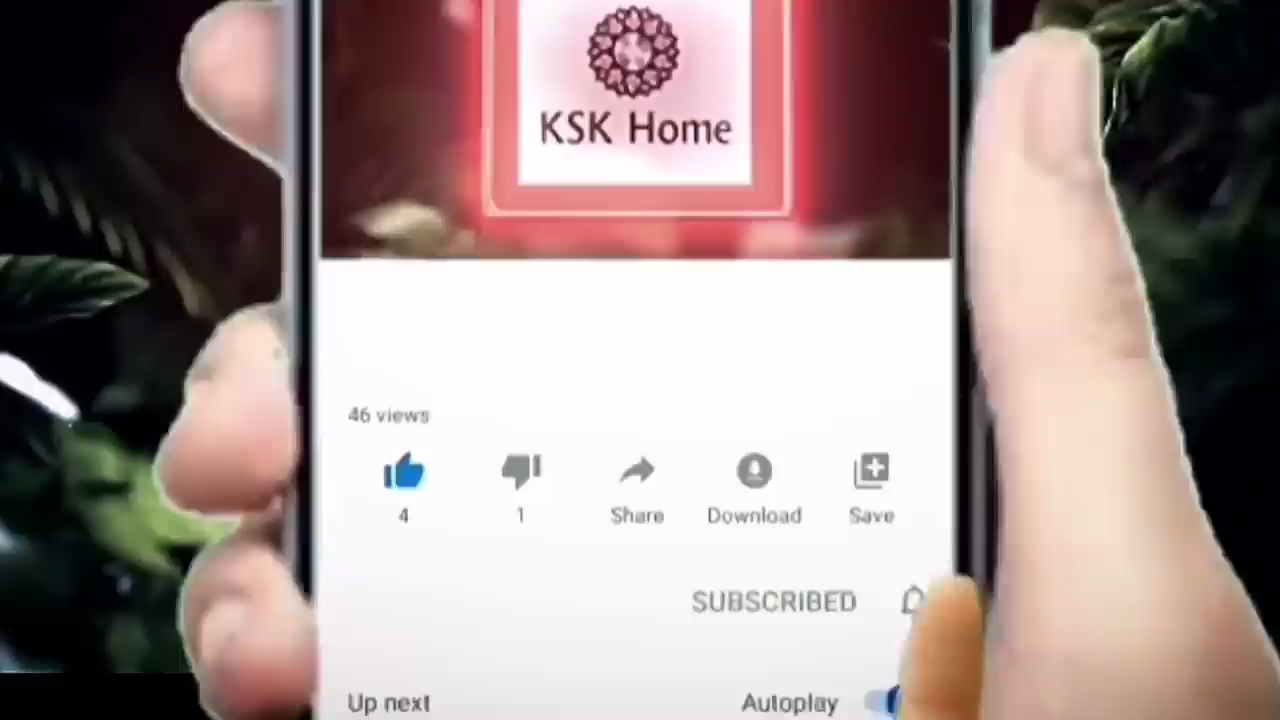 KSK Home
46 views
4
1
Share
Download
Save
SUBSCRIBED
Up next
Autoplay